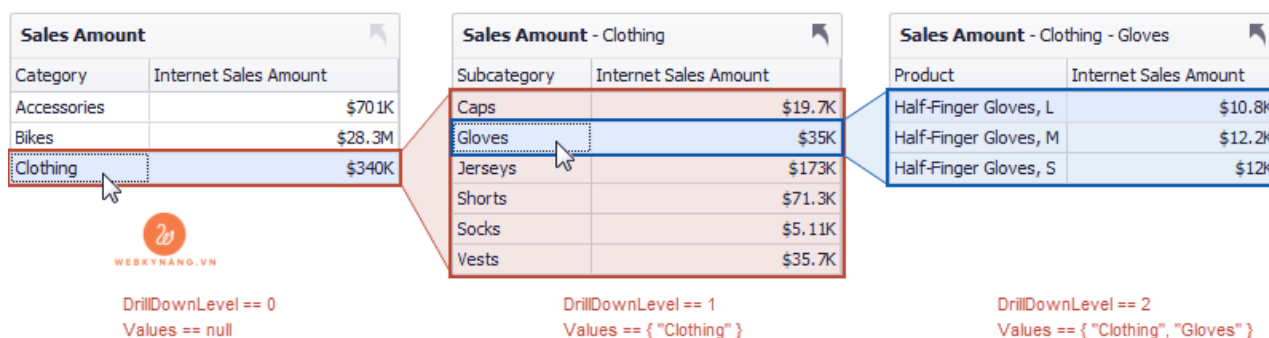 Sales Amount
Category Internet Sales Amount
Accessories $701K
Bikes $28.3M
Clothing $340K
WEBKYNANG.VN
DrillDownLevel == 0
Values == null
Sales Amount - Clothing
Subcategory Internet Sales Amount
Caps $19.7K
Gloves $35K
Jerseys $173K
Shorts $71.3K
Socks $5.11K
Vests $35.7K
DrillDownLevel == 1
Values == { "Clothing" }
Sales Amount - Clothing - Gloves
Product Internet Sales Amount
Half-Finger Gloves, L $10.8K
Half-Finger Gloves, M $12.2K
Half-Finger Gloves, S $12K
DrillDownLevel == 2
Values == { "Clothing", "Gloves" }